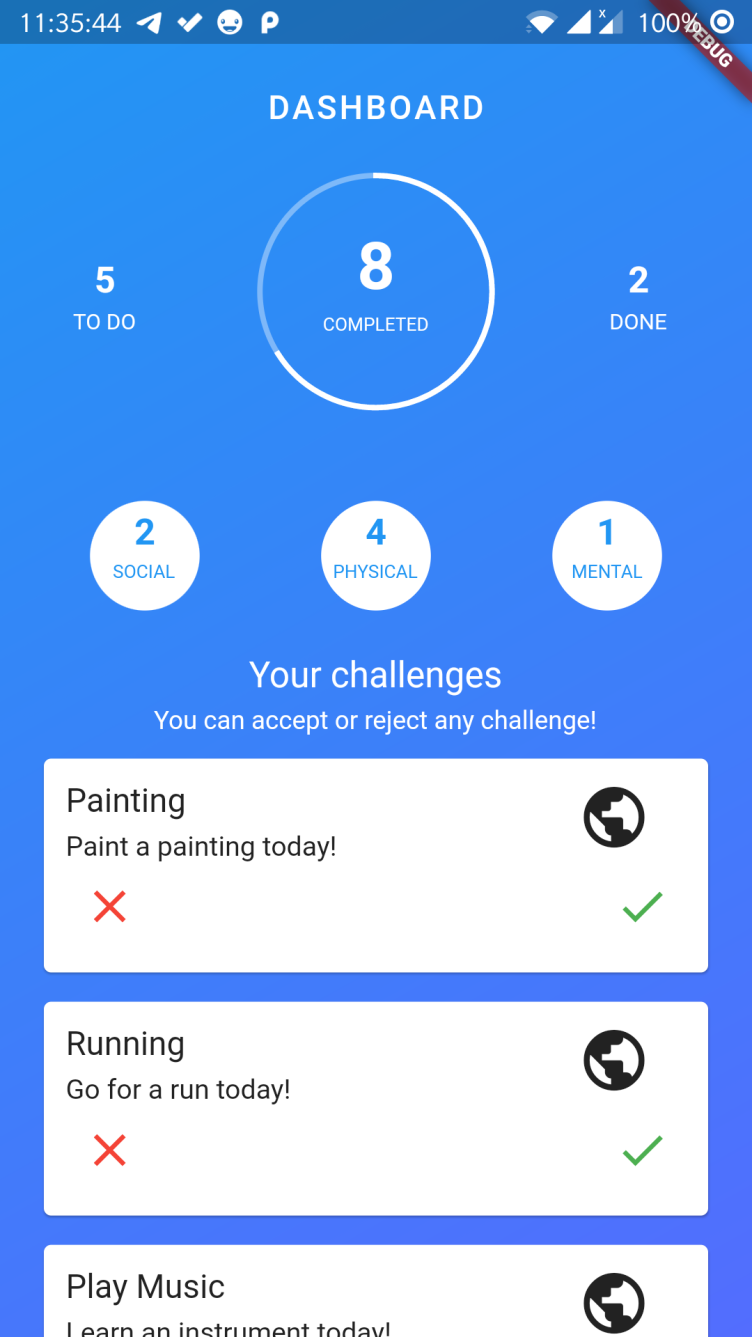 11:35:44
100%
DEBUG
DASHBOARD
8
COMPLETED
5
TO DO
2
DONE
2
SOCIAL
4
PHYSICAL
1
MENTAL
Your challenges
You can accept or reject any challenge!
Painting
Paint a painting today!
Running
Go for a run today!
Play Music
Learn an instrument today!